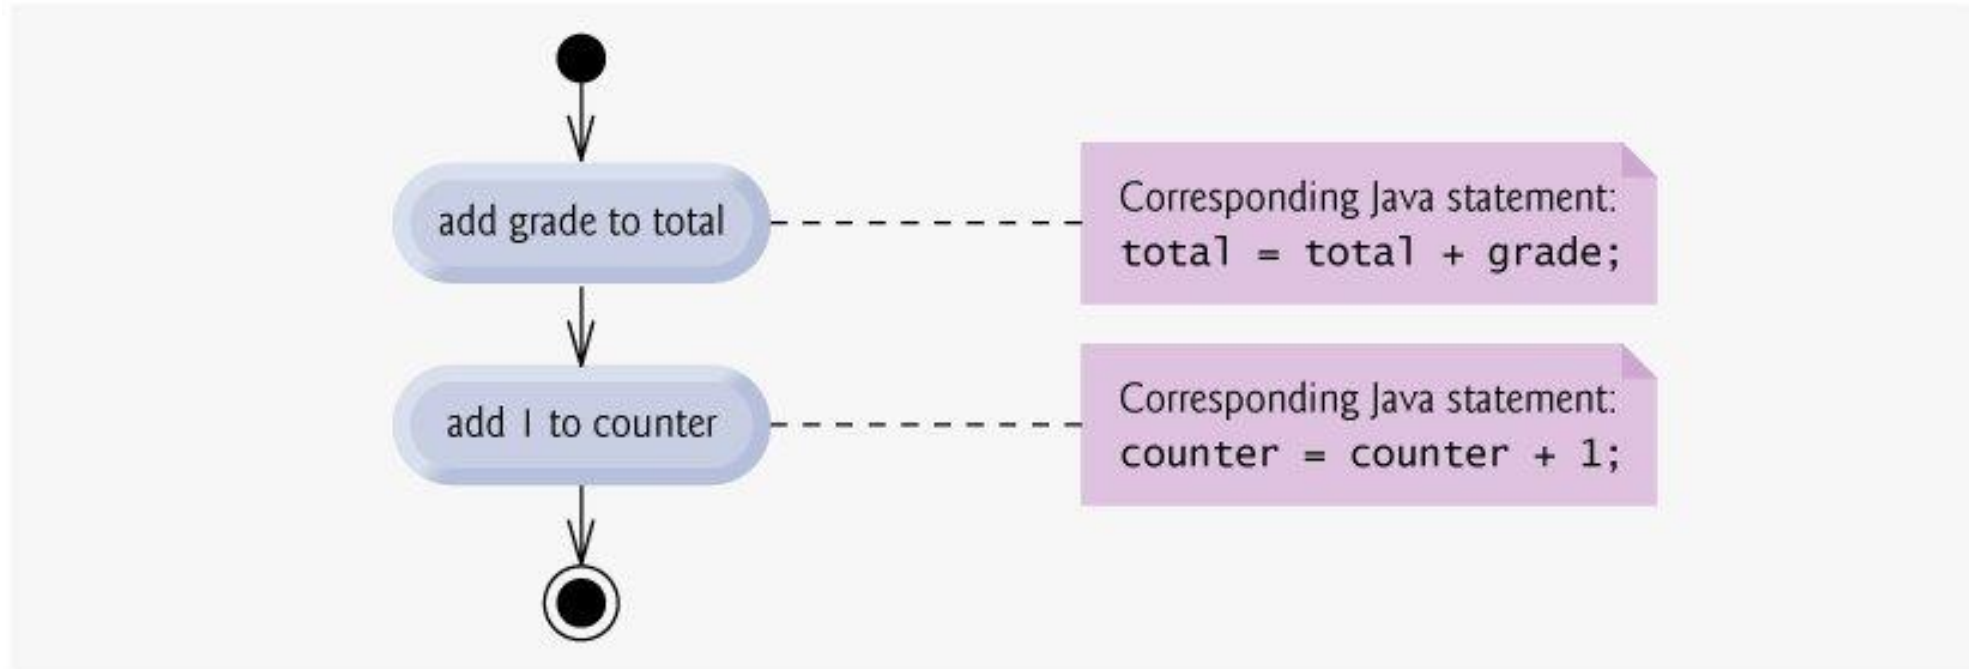 add grade to total
Corresponding Java statement:
total = total + grade;
add 1 to counter
Corresponding Java statement:
counter = counter + 1;